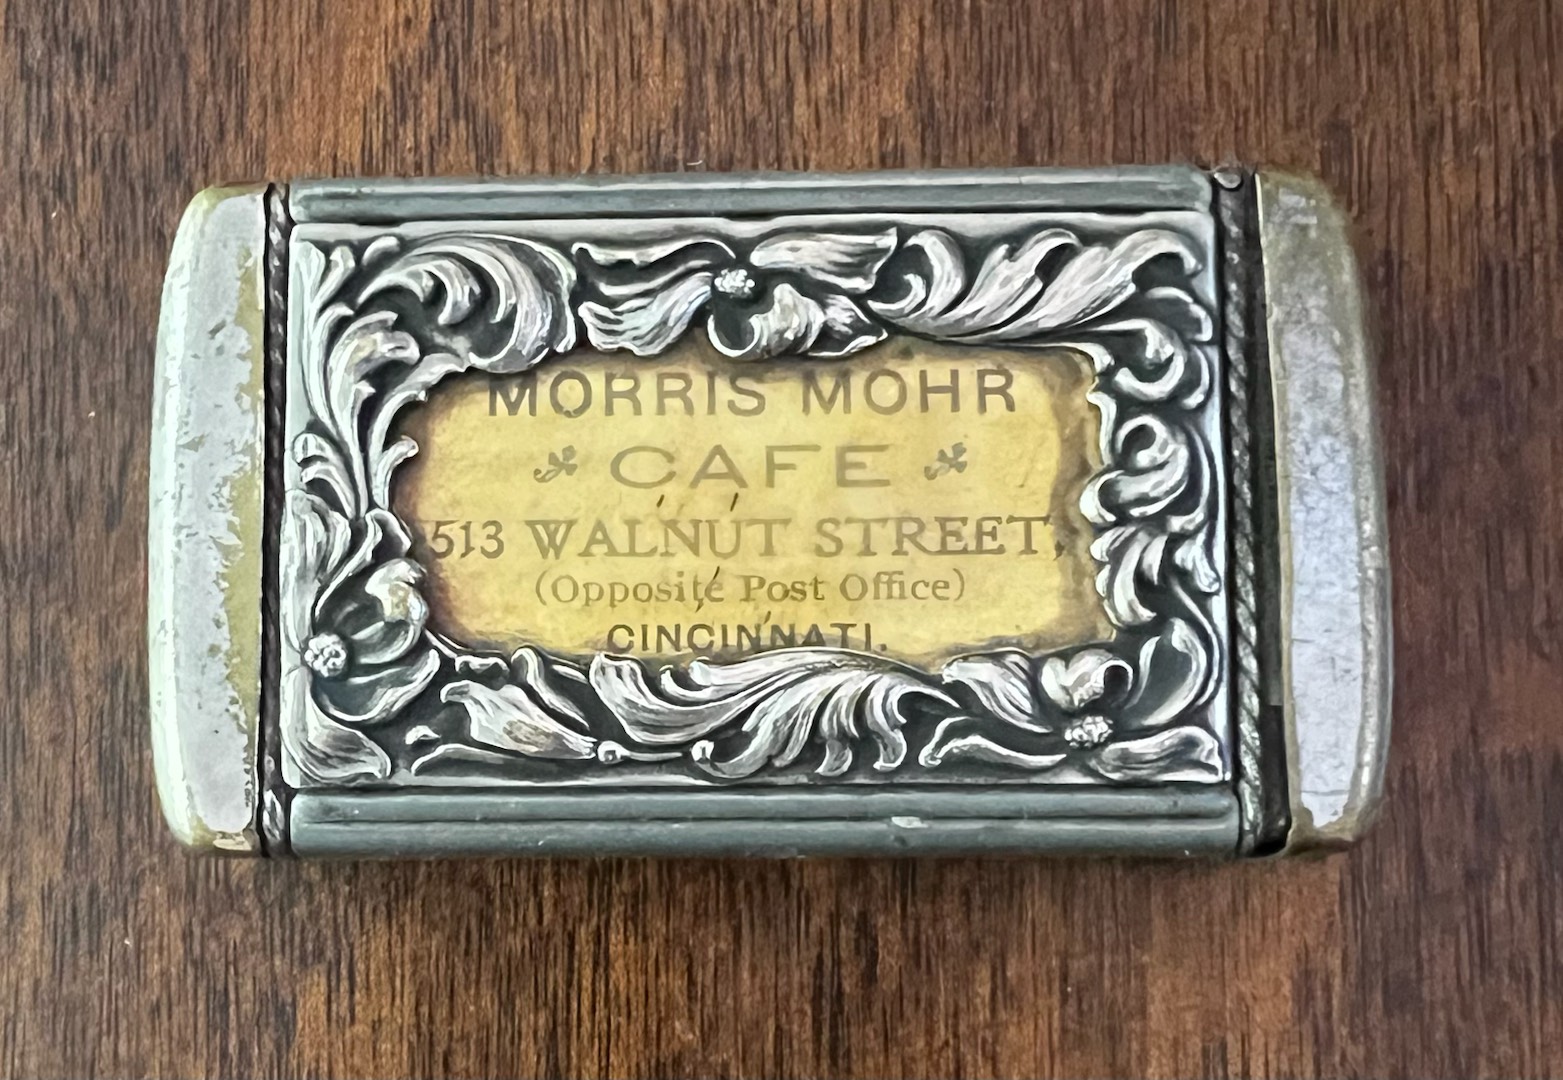 MORRIS MOHR
CAFE
513 WALNUT STREET,
(Opposite Post Office)
CINCINNATI.